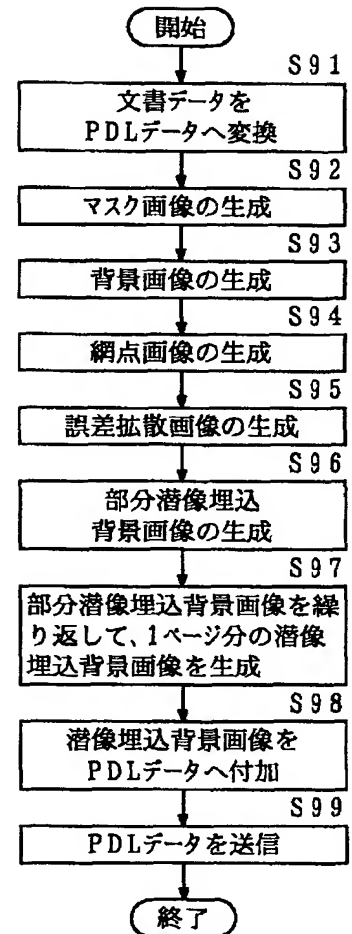 開始
S91
文書データを
PDLデータへ変換
S92
マスク画像の生成
S93
背景画像の生成
S94
網点画像の生成
S95
誤差拡散画像の生成
S96
部分潜像埋込
背景画像の生成
S97
部分潜像埋込背景画像を繰
り返して、1ページ分の潜像
埋込背景画像を生成
S98
潜像埋込背景画像を
PDLデータへ付加
S99
PDLデータを送信
終了